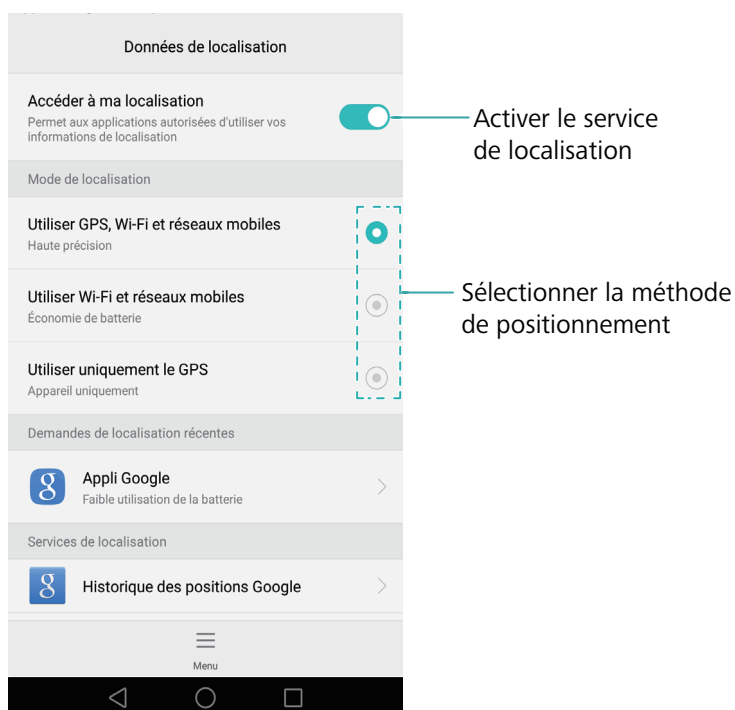 Données de localisation
Accéder à ma localisation
Permet aux applications autorisées d'utiliser vos
informations de localisation
Activer le service
de localisation
Mode de localisation
Utiliser GPS, Wi-Fi et réseaux mobiles
Haute précision
Utiliser Wi-Fi et réseaux mobiles
Économie de batterie
Sélectionner la méthode
de positionnement
Utiliser uniquement le GPS
Appareil uniquement
Demandes de localisation récentes
g
Appli Google
Faible utilisation de la batterie
Services de localisation
g
Historique des positions Google
Menu